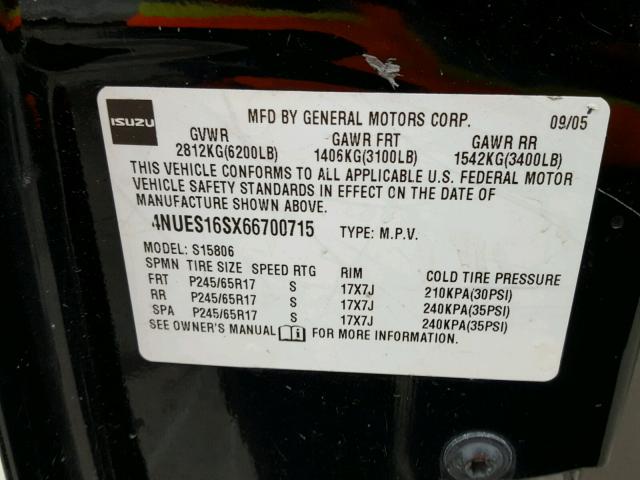 ISUZU
MFD BY GENERAL MOTORS CORP. 09/05
GVWR GAWR FRT GAWR RR
2812KG(6200LB) 1406KG(3100LB) 1542KG(3400LB)
THIS VEHICLE CONFORMS TO ALL APPLICABLE U.S. FEDERAL MOTOR
VEHICLE SAFETY STANDARDS IN EFFECT ON THE DATE OF
MANUFACTURE SHOWN ABOVE.
4NUES16SX66700715 TYPE: M.P.V.
MODEL: S15806
SPMN TIRE SIZE SPEED RTG RIM COLD TIRE PRESSURE
FRT P245/65R17 S 17X7J 210KPA(30PSI)
RR P245/65R17 S 17X7J 240KPA(35PSI)
SPA P245/65R17 S 17X7J 240KPA(35PSI)
SEE OWNER'S MANUAL FOR MORE INFORMATION.